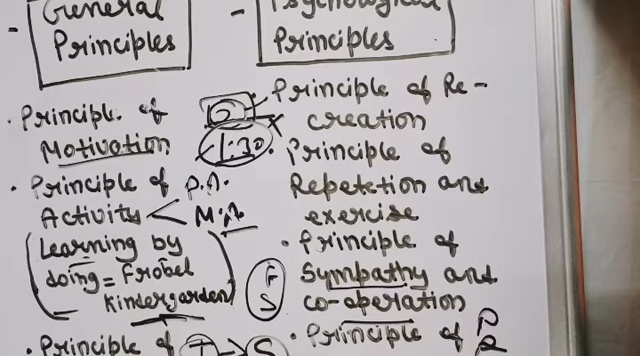 - General
Principles
- Psychological
Principles
· Principle of
Motivation
· Principle of
Activity < P.A.
M.A.
(Learning by
doing = Frobel
Kindergarden)
· Principle of
T → S
· Principle of Re-
creation
1:30
· Principle of
Repetetion and
exercise
· Principle of
F
S
Sympathy and
co-operation
· Principle of P
R